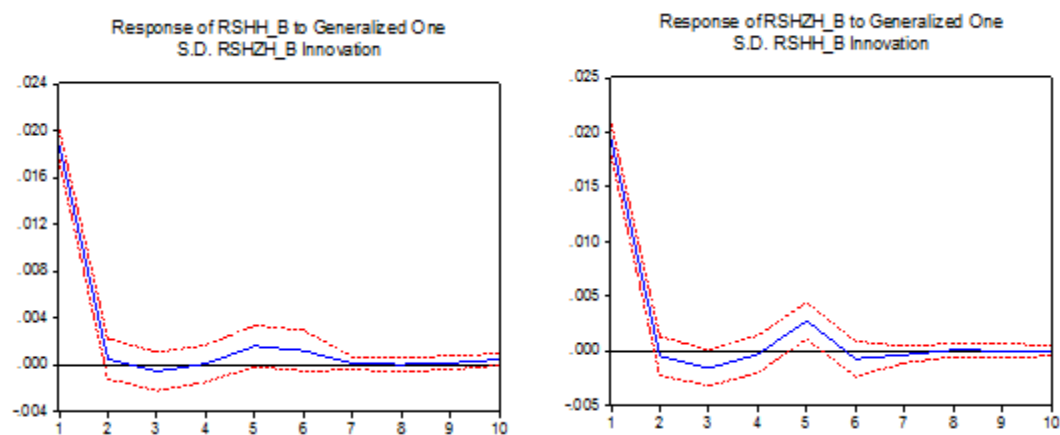 Response of RSHH_B to Generalized One
S.D. RSHZH_B Innovation
.024
.020
.016
.012
.008
.004
.000
-.004
1 2 3 4 5 6 7 8 9 10
Response of RSHZH_B to Generalized One
S.D. RSHH_B Innovation
.025
.020
.015
.010
.005
.000
-.005
1 2 3 4 5 6 7 8 9 10